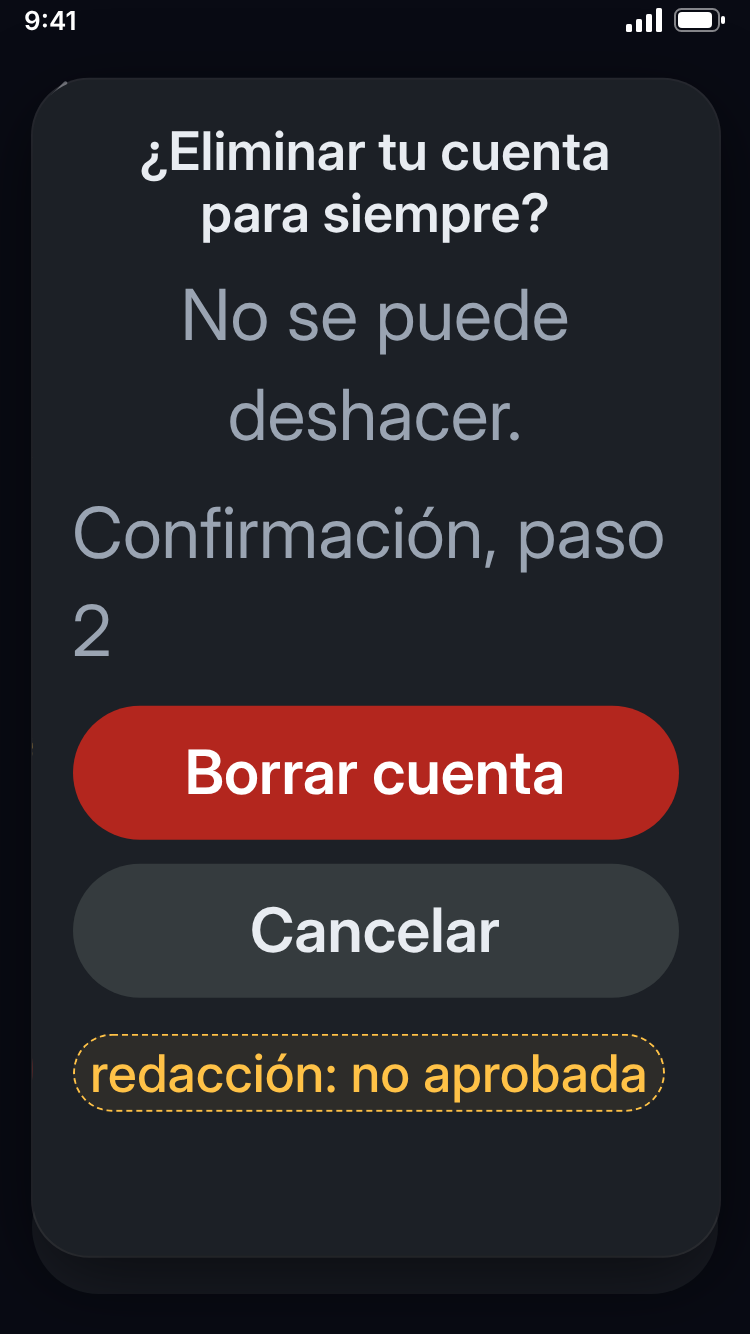 9:41
¿Eliminar tu cuenta
para siempre?
No se puede
deshacer.
Confirmación, paso
2
Borrar cuenta
Cancelar
redacción: no aprobada